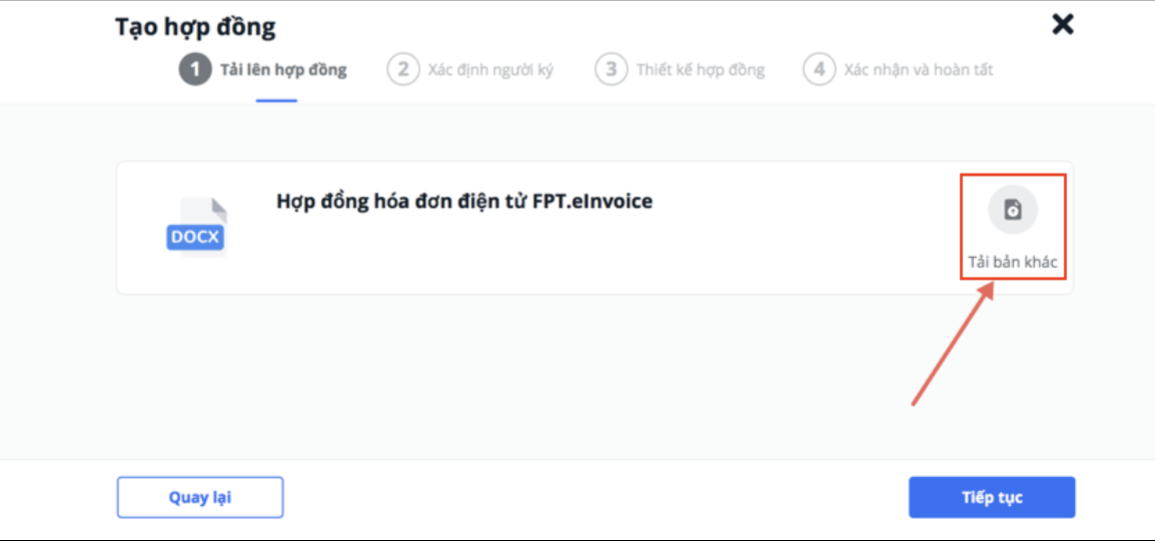 Tạo hợp đồng
1 Tải lên hợp đồng 2 Xác định người ký 3 Thiết kế hợp đồng 4 Xác nhận và hoàn tất
DOCX
Hợp đồng hóa đơn điện tử FPT.eInvoice
Tải bản khác
Quay lại
Tiếp tục